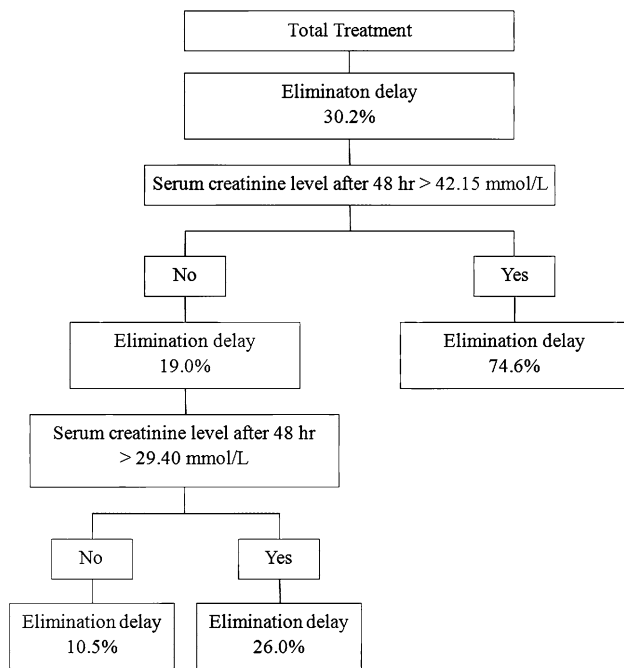 Total Treatment
Eliminaton delay
30.2%
Serum creatinine level after 48 hr > 42.15 mmol/L
No
Yes
Elimination delay
19.0%
Elimination delay
74.6%
Serum creatinine level after 48 hr
> 29.40 mmol/L
No
Yes
Elimination delay
10.5%
Elimination delay
26.0%